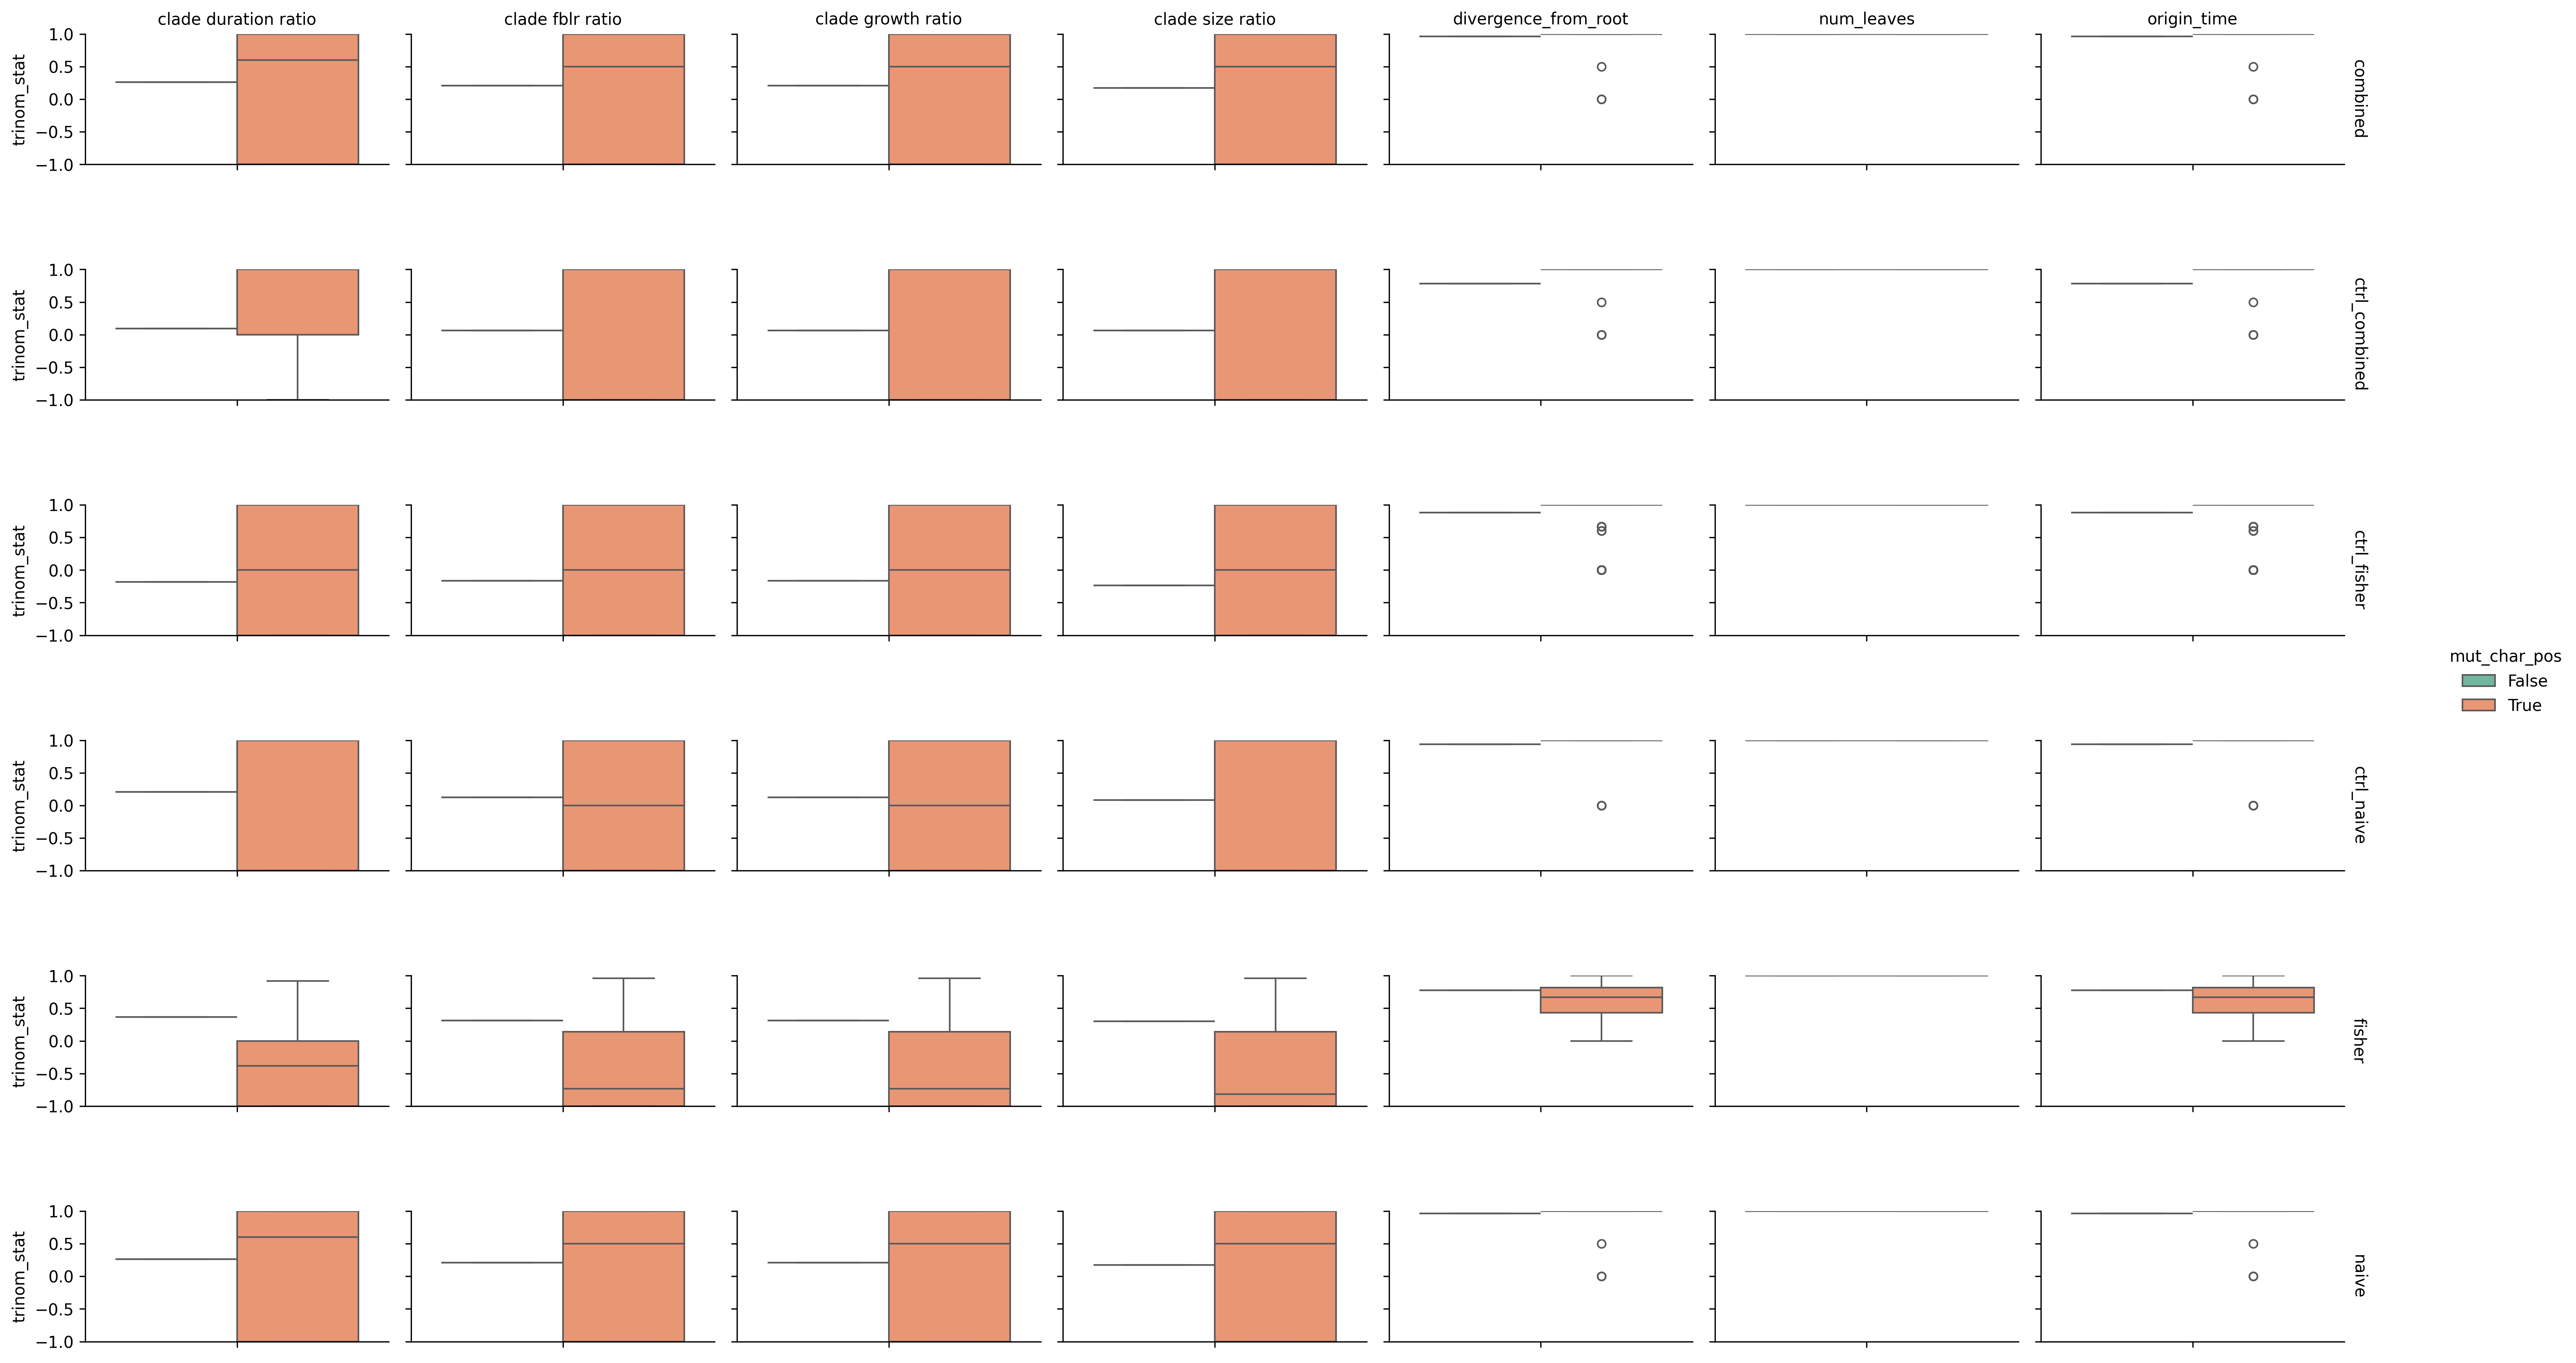 clade duration ratio clade fblr ratio clade growth ratio clade size ratio divergence_from_root num_leaves origin_time
trinom_stat
1.0
0.5
0.0
−0.5
−1.0
combined
trinom_stat
1.0
0.5
0.0
−0.5
−1.0
ctrl_combined
trinom_stat
1.0
0.5
0.0
−0.5
−1.0
ctrl_fisher
mut_char_pos
False
True
trinom_stat
1.0
0.5
0.0
−0.5
−1.0
ctrl_naive
trinom_stat
1.0
0.5
0.0
−0.5
−1.0
fisher
trinom_stat
1.0
0.5
0.0
−0.5
−1.0
naive